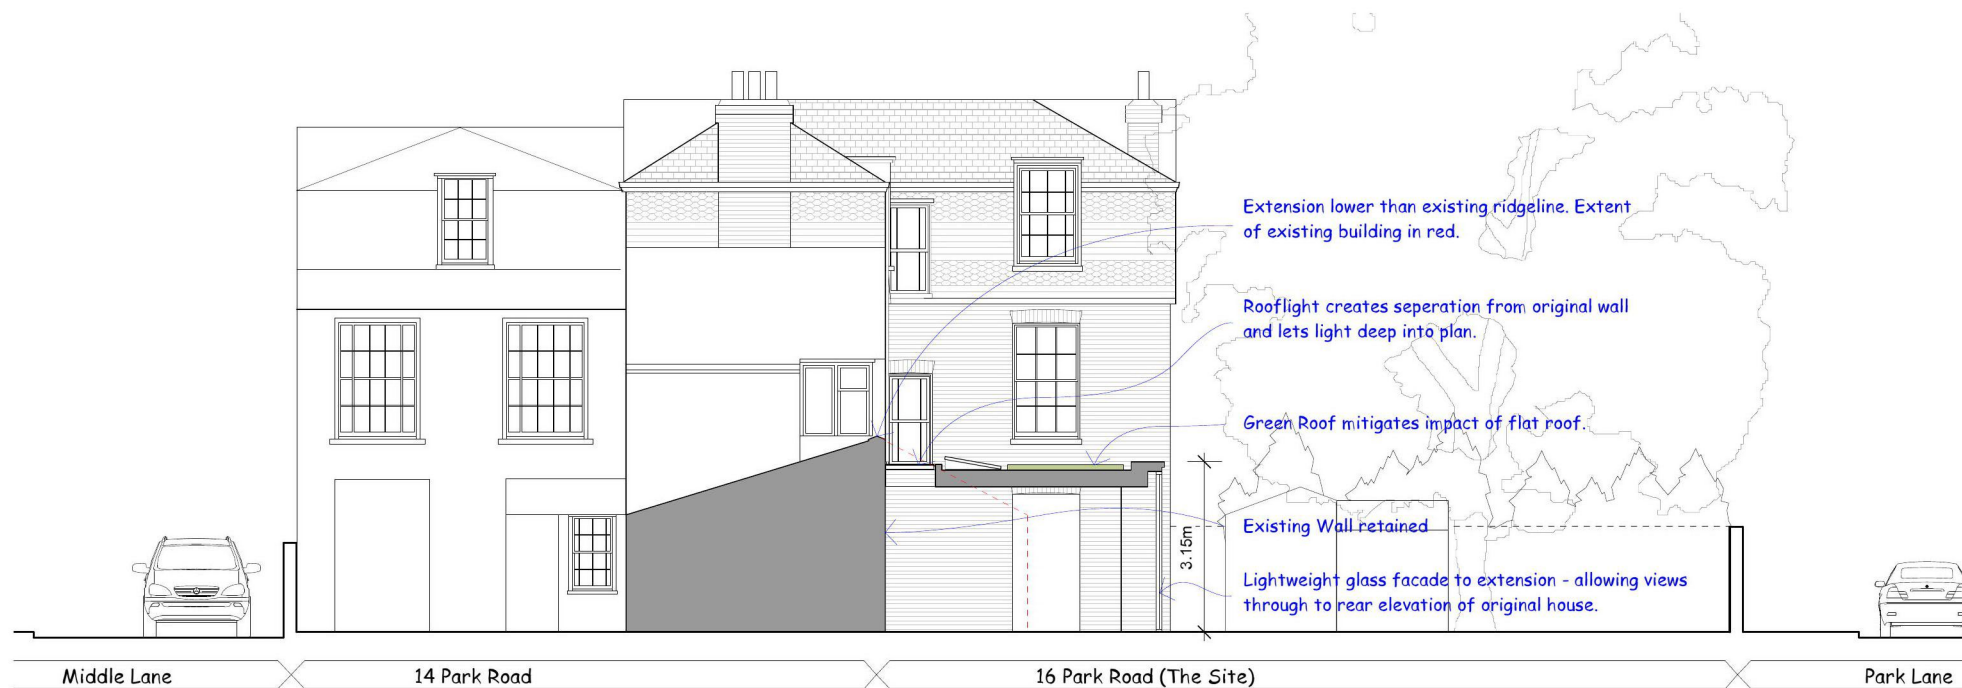 Extension lower than existing ridgeline. Extent
of existing building in red.
Rooflight creates seperation from original wall
and lets light deep into plan.
Green Roof mitigates impact of flat roof.
Existing Wall retained
3.15m
Lightweight glass facade to extension - allowing views
through to rear elevation of original house.
Middle Lane
14 Park Road
16 Park Road (The Site)
Park Lane